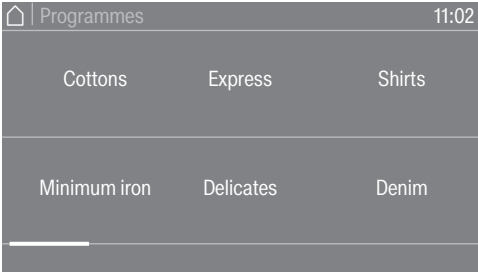 Programmes 11:02
Cottons Express Shirts
Minimum iron Delicates Denim